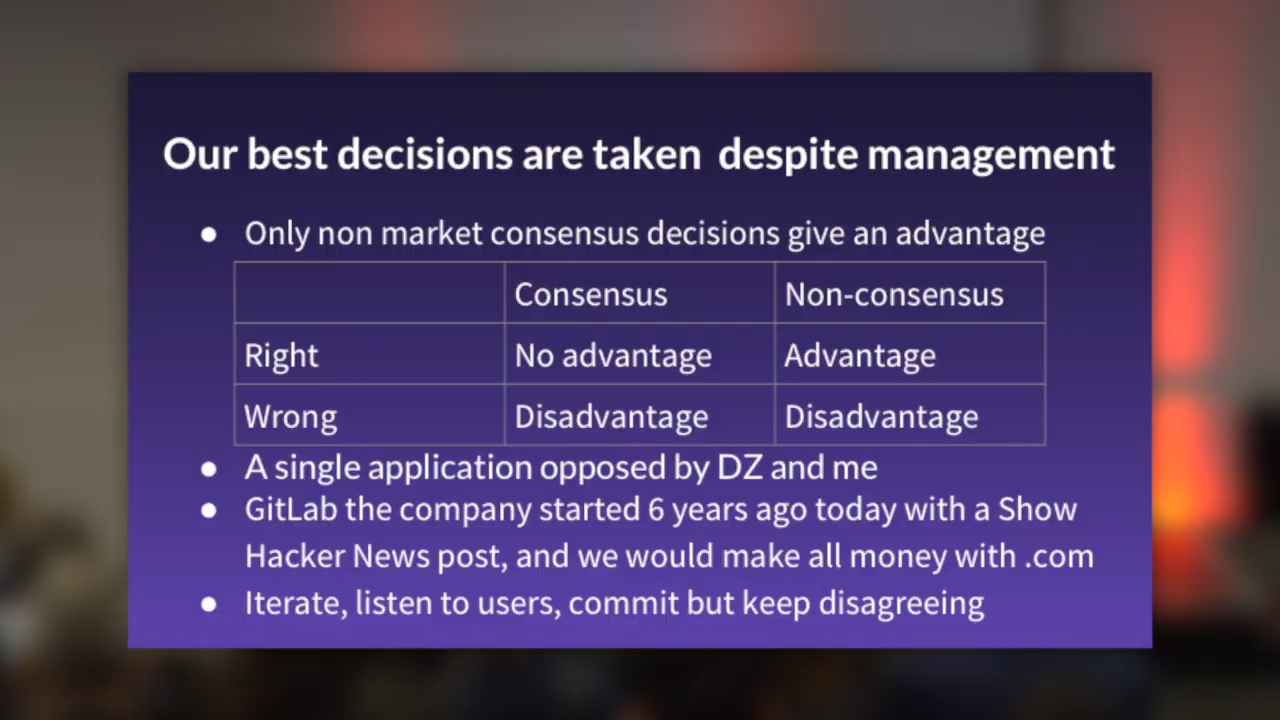 Our best decisions are taken  despite management
● Only non market consensus decisions give an advantage
Consensus Non-consensus
Right No advantage Advantage
Wrong Disadvantage Disadvantage
● A single application opposed by DZ and me
● GitLab the company started 6 years ago today with a Show
Hacker News post, and we would make all money with .com
● Iterate, listen to users, commit but keep disagreeing